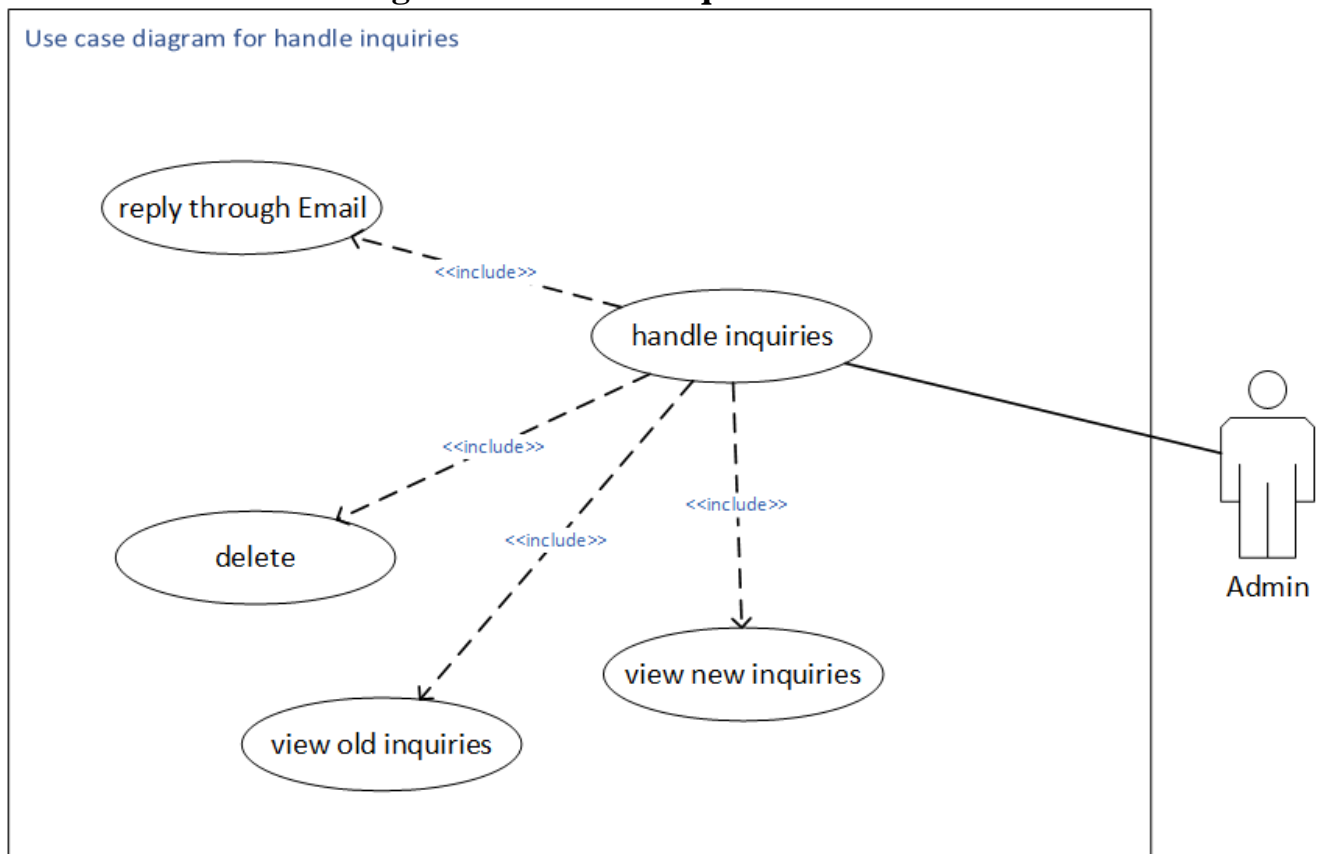 Use case diagram for handle inquiries
reply through Email
<<include>>
handle inquiries
<<include>>
<<include>>
<<include>>
delete
Admin
view new inquiries
view old inquiries